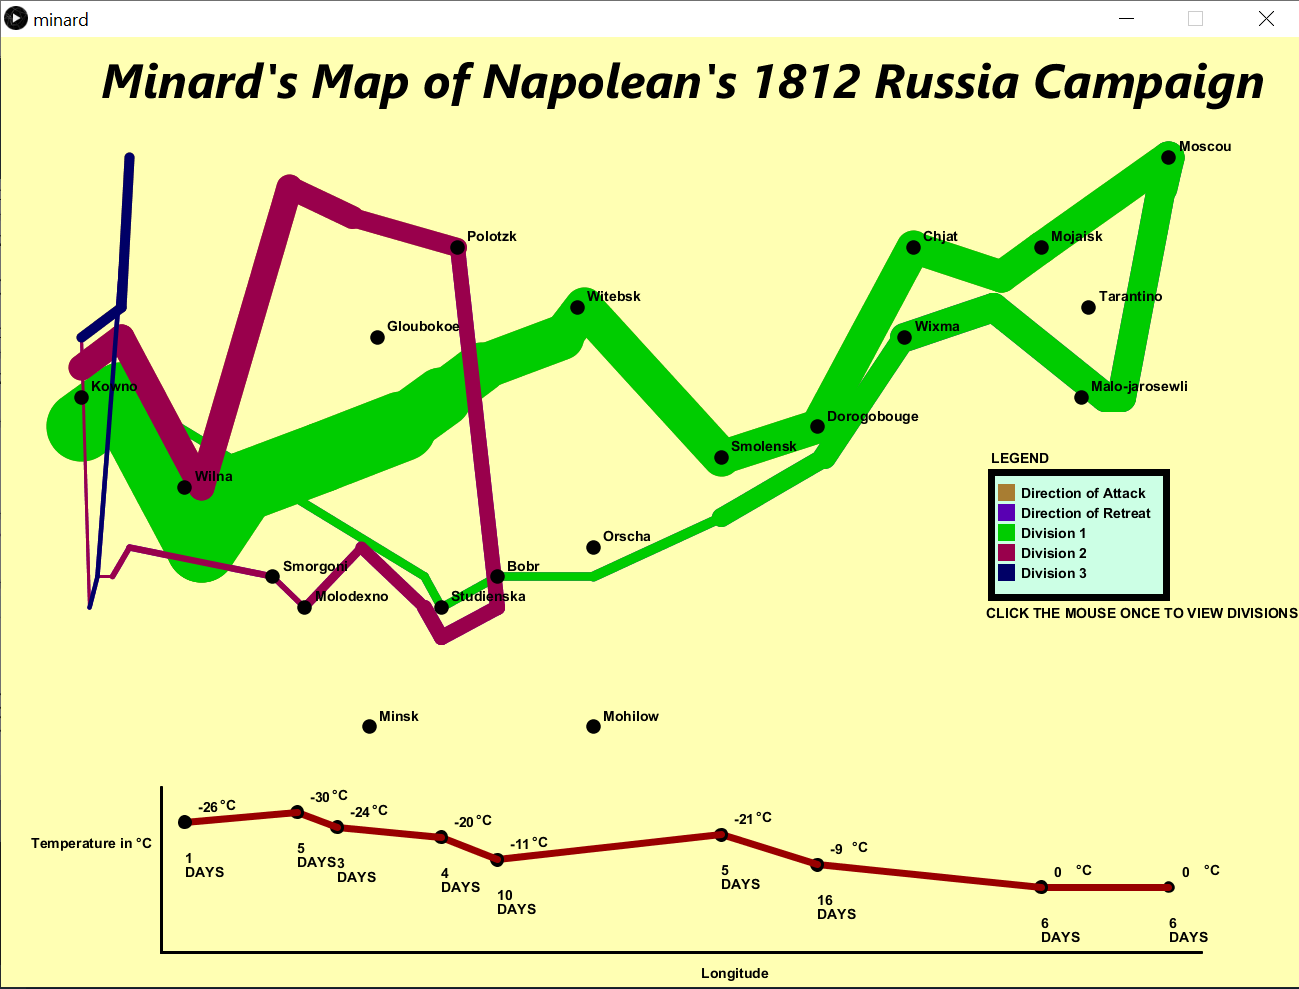 minard
Minard's Map of Napolean's 1812 Russia Campaign
Moscou
Polotzk
Chjat
Mojaisk
Witebsk
Tarantino
Gloubokoe
Wixma
Kowno
Malo-jarosewli
Dorogobouge
Smolensk
Wilna
LEGEND
Direction of Attack
Direction of Retreat
Division 1
Division 2
Division 3
CLICK THE MOUSE ONCE TO VIEW DIVISIONS
Orscha
Smorgoni
Bobr
Molodexno
Studienska
Minsk
Mohilow
Temperature in °C
-26 °C
-30 °C
-24 °C
-20 °C
-11 °C
-21 °C
-9 °C
0 °C
0 °C
1
DAYS
5
DAYS
3
DAYS
4
DAYS
10
DAYS
5
DAYS
16
DAYS
6
DAYS
6
DAYS
Longitude